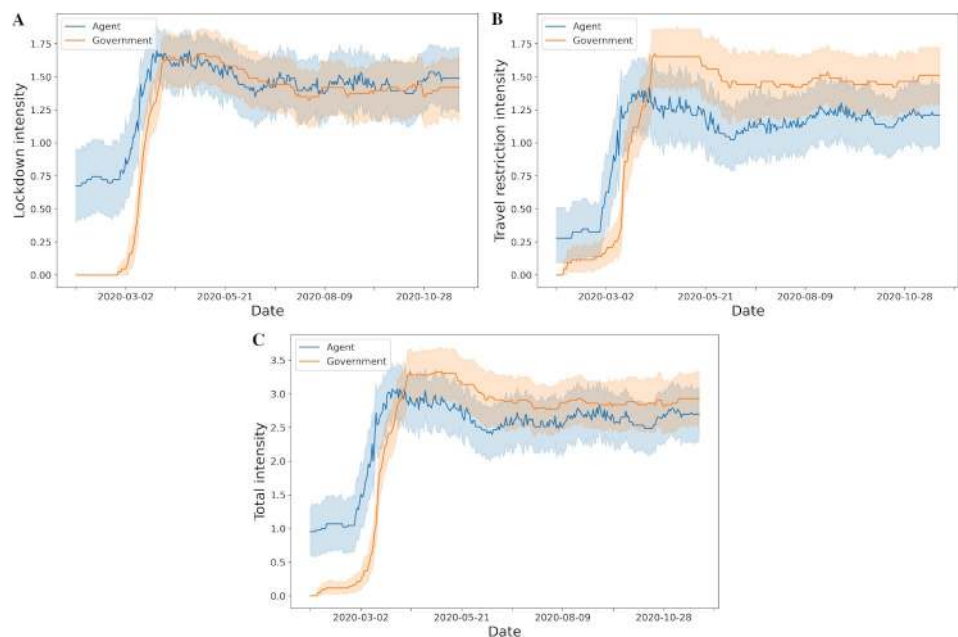 A
Agent
Government
Lockdown intensity
1.75
1.50
1.25
1.00
0.75
0.50
0.25
0.00
2020-03-02
2020-05-21
2020-08-09
2020-10-28
Date
B
Agent
Government
Travel restriction intensity
1.75
1.50
1.25
1.00
0.75
0.50
0.25
0.00
2020-03-02
2020-05-21
2020-08-09
2020-10-28
Date
C
Agent
Government
Total intensity
3.5
3.0
2.5
2.0
1.5
1.0
0.5
0.0
2020-03-02
2020-05-21
2020-08-09
2020-10-28
Date